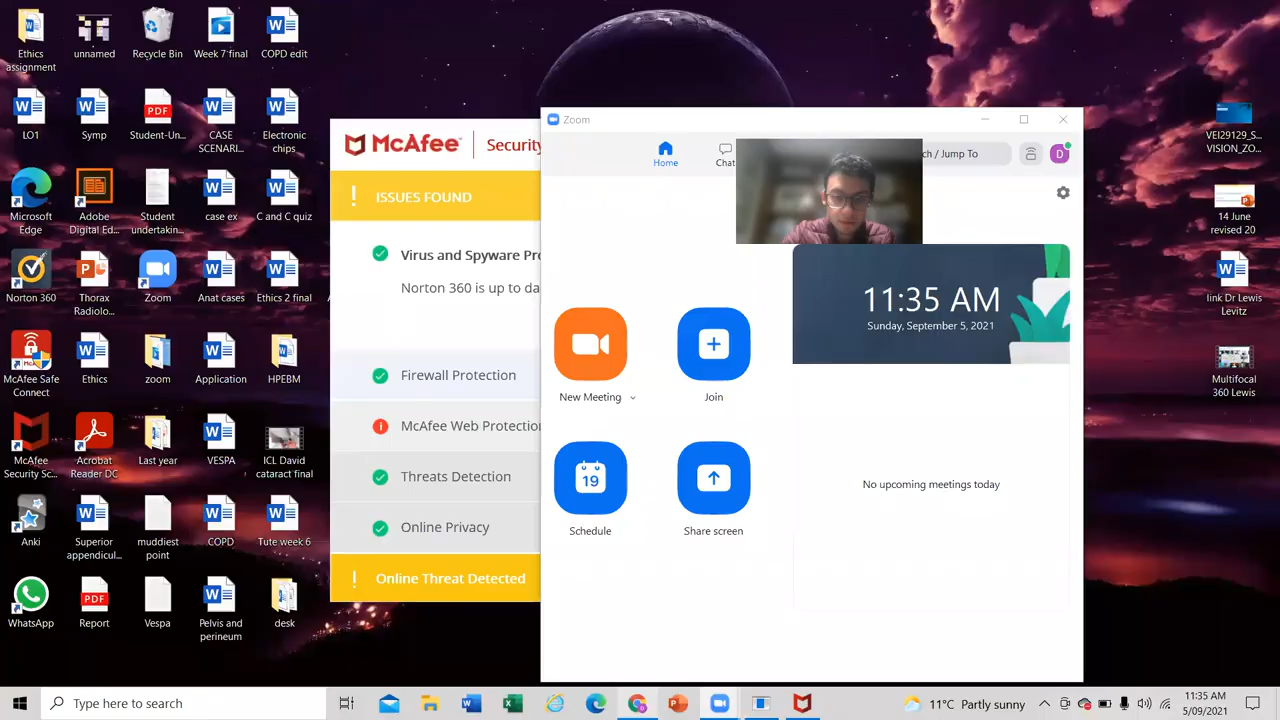 Ethics
assignment
unnamed
Recycle Bin
Week 7 final
COPD edit
LO1
Symp
Student-Un...
CASE
SCENARI...
Electronic
chips
Microsoft
Edge
Adobe
Digital Ed...
Student
undertakin...
case ex
C and C quiz
Norton 360
Thorax
Radiolo...
Zoom
Anat cases
Ethics 2 final
McAfee Safe
Connect
Ethics
zoom
Application
HPEBM
McAfee
Security Sc...
Acrobat
Reader DC
Last year
VESPA
ICL David
cataract final
Anki
Superior
appendicul...
muddiest
point
COPD
Tute week 6
WhatsApp
Report
Vespa
Pelvis and
perineum
desk
McAfee
Security
ISSUES FOUND
Virus and Spyware Pro
Norton 360 is up to da
Firewall Protection
McAfee Web Protection
Threats Detection
Online Privacy
Online Threat Detected
Zoom
Home
Chat
ch / Jump To
D
11:35 AM
Sunday, September 5, 2021
New Meeting
Join
19
Schedule
Share screen
No upcoming meetings today
VEI29129_S...
VISION_ZO...
14 June
revised 20
link Dr Lewis
Levitz
Multifocal
360 Lewis
Type here to search
11°C Partly sunny
11:35 AM
5/09/2021